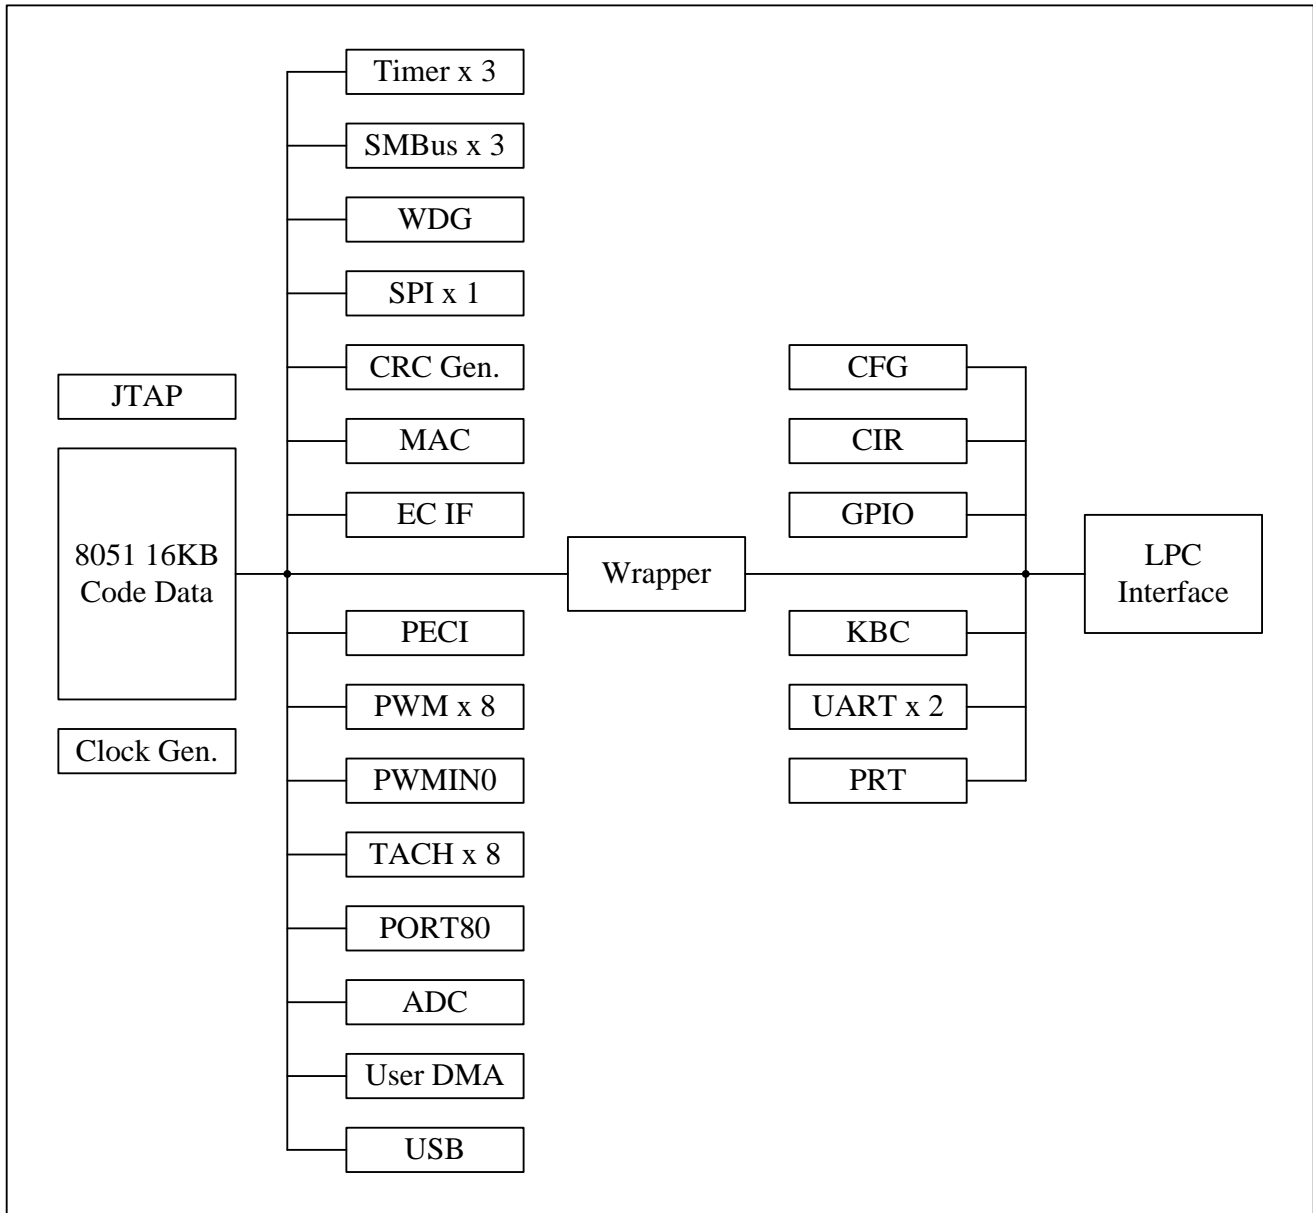 Timer x 3
SMBus x 3
WDG
SPI x 1
CRC Gen.
MAC
EC IF
JTAP
8051 16KB
Code Data
Clock Gen.
PECI
PWM x 8
PWMIN0
TACH x 8
PORT80
ADC
User DMA
USB
Wrapper
CFG
CIR
GPIO
KBC
UART x 2
PRT
LPC
Interface